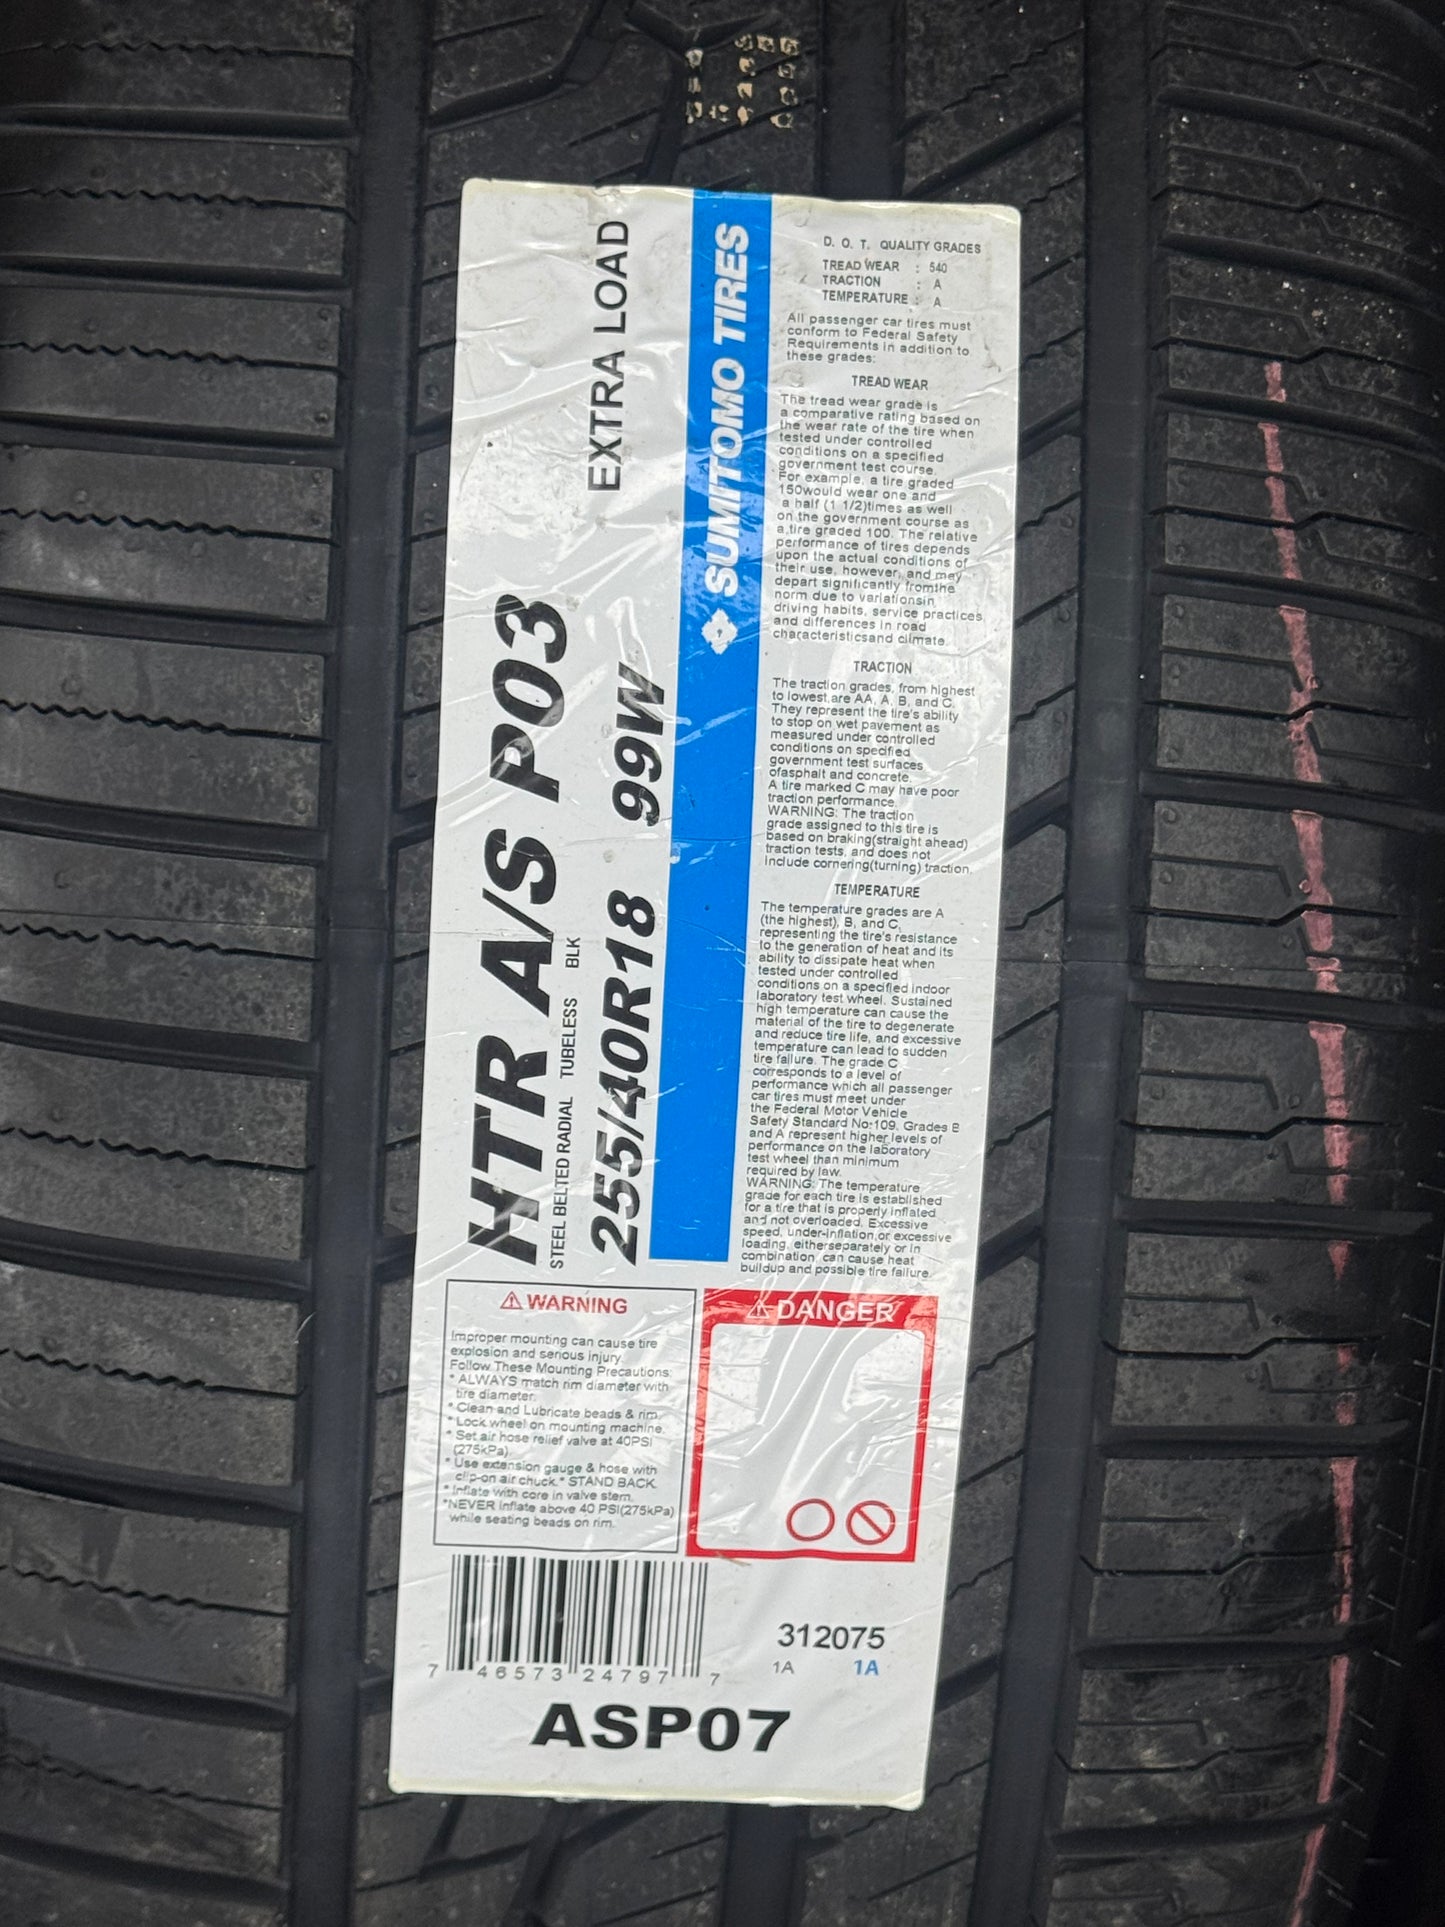 EXTRA LOAD
SUMITOMO TIRES
HTR A/S P03
STEEL BELTED RADIAL TUBELESS BLK
255/40R18 99W
D. O. T. QUALITY GRADES
TREAD WEAR : 540
TRACTION : A
TEMPERATURE : A
All passenger car tires must
conform to Federal Safety
Requirements in addition to
these grades:
TREAD WEAR
The tread wear grade is
a comparative rating based on
the wear rate of the tire when
tested under controlled
conditions on a specified
government test course.
For example, a tire graded
150would wear one and
a half (1 1/2)times as well
on the government course as
a tire graded 100. The relative
performance of tires depends
upon the actual conditions of
their use, however, and may
depart significantly fromthe
norm due to variationsin
driving habits, service practices
and differences in road
characteristicsand climate.
TRACTION
The traction grades, from highest
to lowest,are AA, A, B, and C.
They represent the tire's ability
to stop on wet pavement as
measured under controlled
conditions on specified
government test surfaces
ofasphalt and concrete.
A tire marked C may have poor
traction performance.
WARNING: The traction
grade assigned to this tire is
based on braking(straight ahead)
traction tests, and does not
include cornering(turning) traction.
TEMPERATURE
The temperature grades are A
(the highest), B, and C,
representing the tire's resistance
to the generation of heat and its
ability to dissipate heat when
tested under controlled
conditions on a specified indoor
laboratory test wheel. Sustained
high temperature can cause the
material of the tire to degenerate
and reduce tire life, and excessive
temperature can lead to sudden
tire failure. The grade C
corresponds to a level of
performance which all passenger
car tires must meet under
the Federal Motor Vehicle
Safety Standard No.109. Grades B
and A represent higher levels of
performance on the laboratory
test wheel than minimum
required by law.
WARNING: The temperature
grade for each tire is established
for a tire that is properly inflated
and not overloaded. Excessive
speed, under-inflation,or excessive
loading, eitherseparately or in
combination, can cause heat
buildup and possible tire failure.
WARNING
Improper mounting can cause tire
explosion and serious injury.
Follow These Mounting Precautions:
* ALWAYS match rim diameter with
tire diameter.
* Clean and Lubricate beads & rim.
* Lock wheel on mounting machine.
* Set air hose relief valve at 40PSI
(275kPa).
* Use extension gauge & hose with
clip-on air chuck.* STAND BACK.
* Inflate with core in valve stem.
*NEVER inflate above 40 PSI(275kPa)
while seating beads on rim.
DANGER
7 46573 24797 7
312075
1A 1A
ASP07